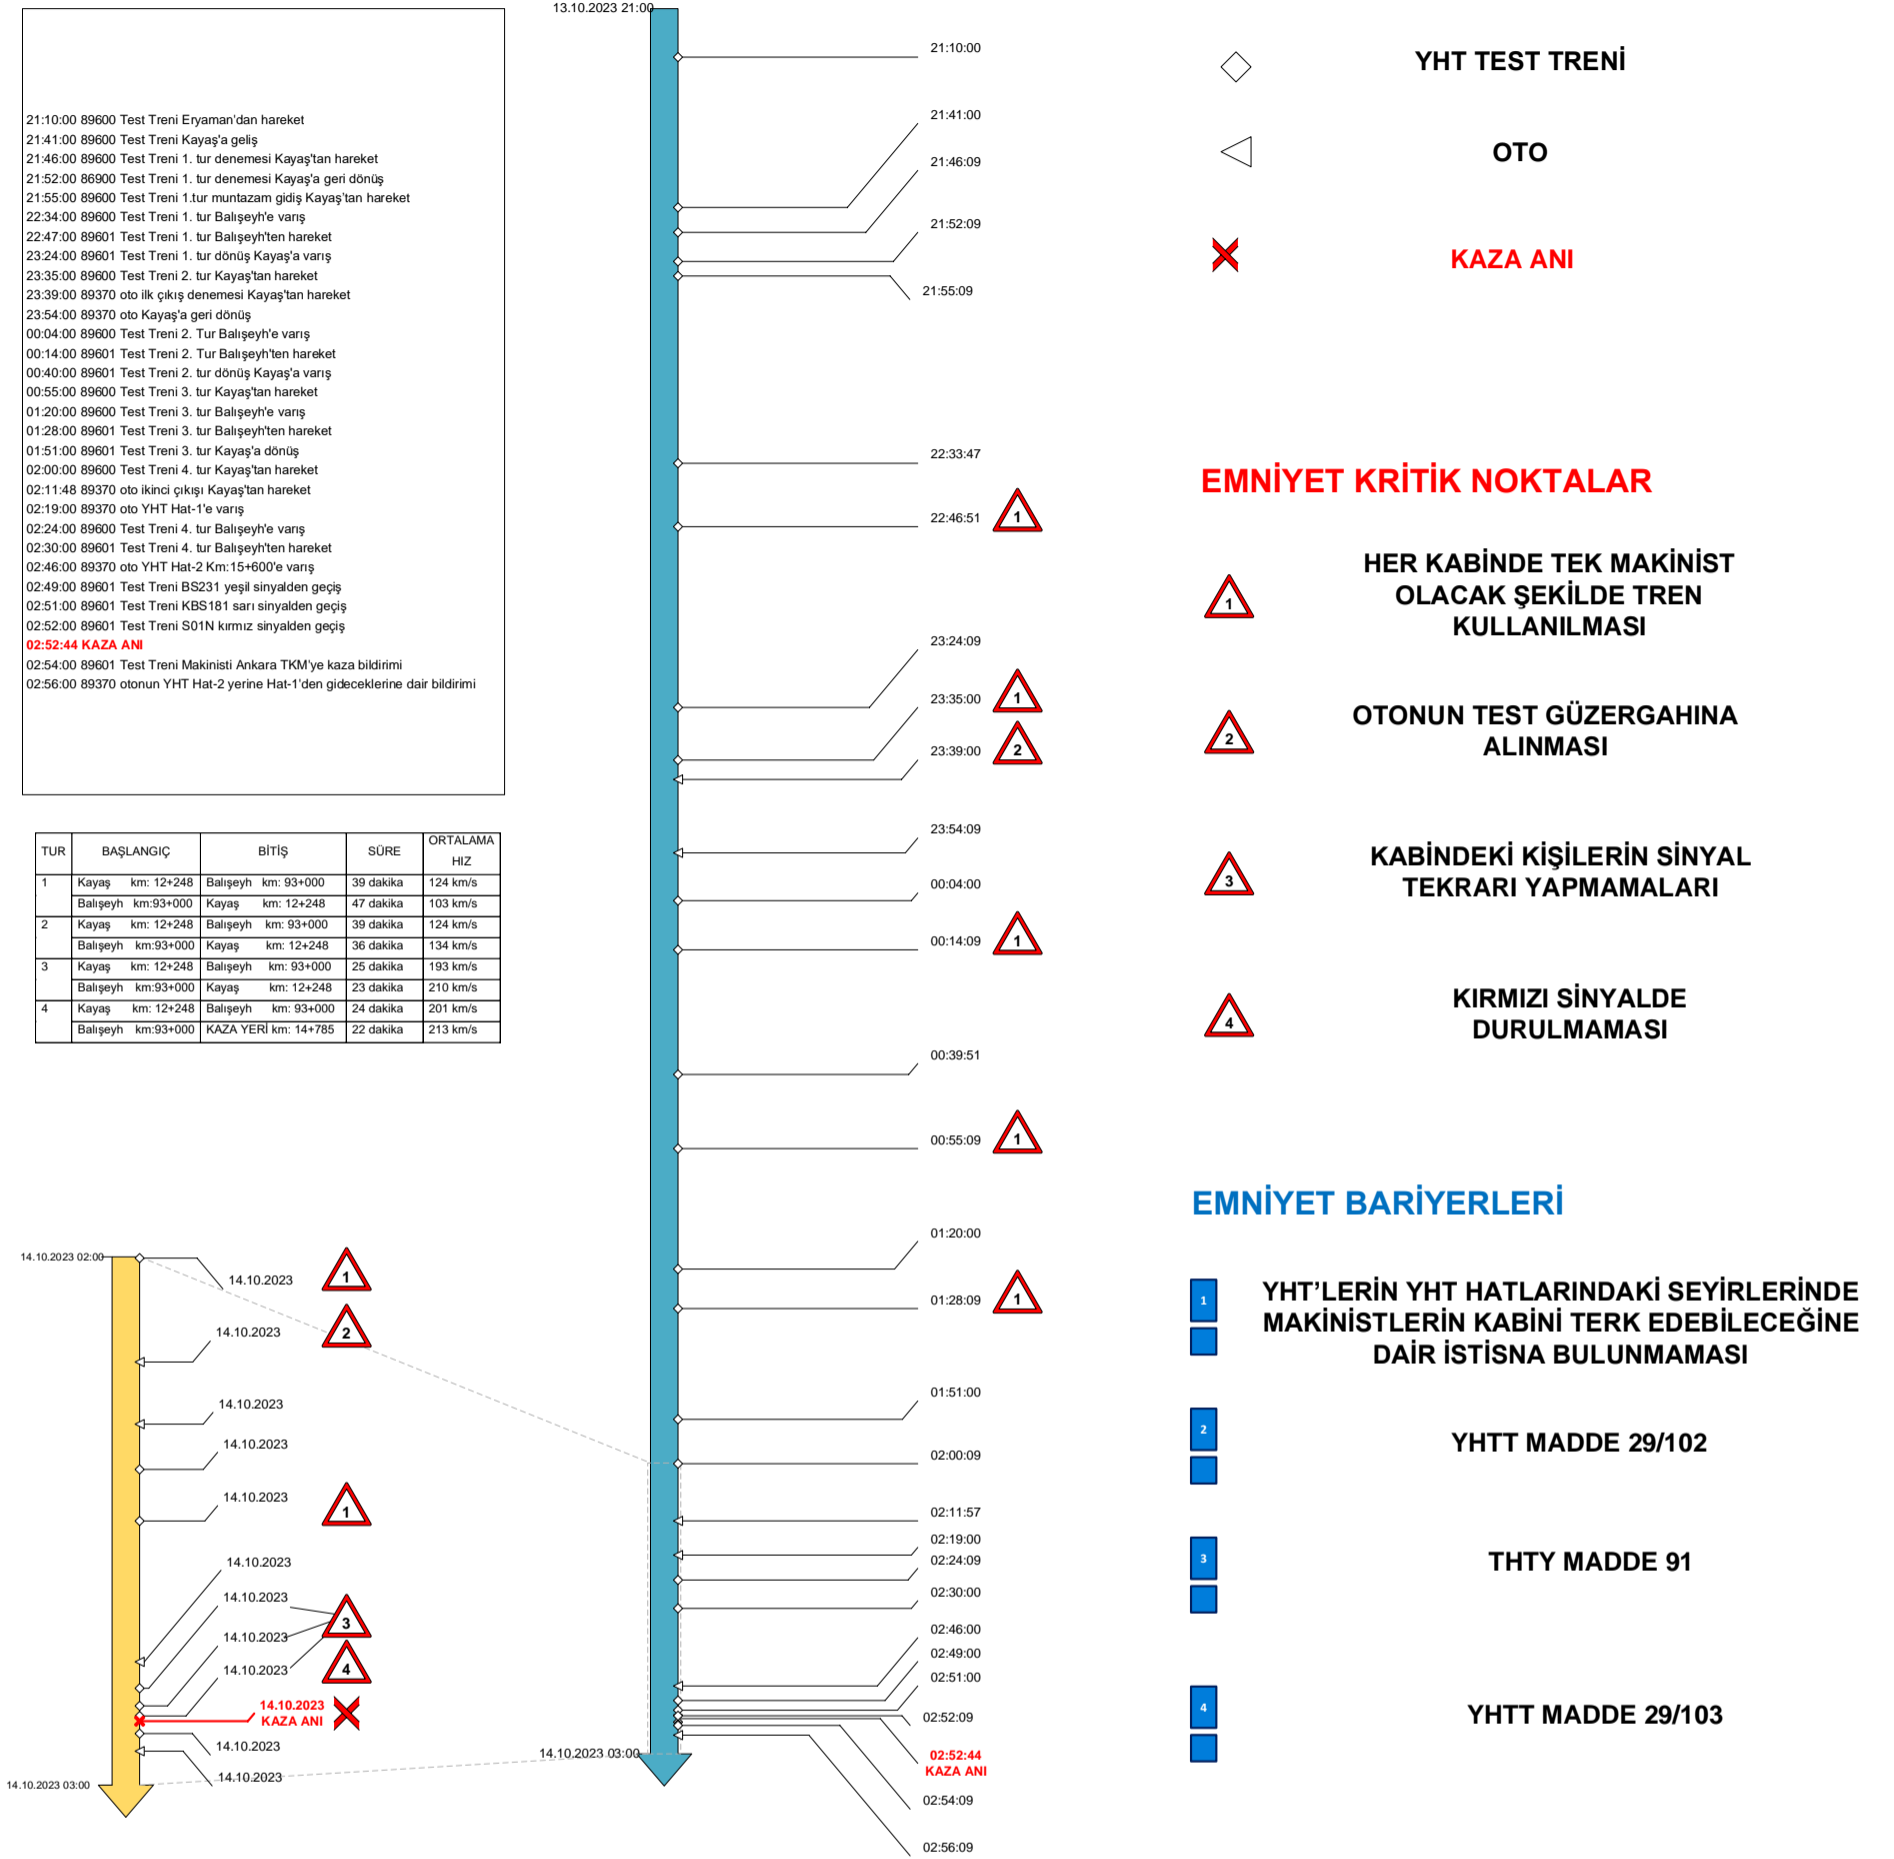 21:10:00 89600 Test Treni Eryaman'dan hareket
21:41:00 89600 Test Treni Kayaş'a geliş
21:46:00 89600 Test Treni 1. tur denemesi Kayaş'tan hareket
21:52:00 86900 Test Treni 1. tur denemesi Kayaş'a geri dönüş
21:55:00 89600 Test Treni 1.tur muntazam gidiş Kayaş'tan hareket
22:34:00 89600 Test Treni 1. tur Balışeyh'e varış
22:47:00 89601 Test Treni 1. tur Balışeyh'ten hareket
23:24:00 89601 Test Treni 1. tur dönüş Kayaş'a varış
23:35:00 89600 Test Treni 2. tur Kayaş'tan hareket
23:39:00 89370 oto ilk çıkış denemesi Kayaş'tan hareket
23:54:00 89370 oto Kayaş'a geri dönüş
00:04:00 89600 Test Treni 2. Tur Balışeyh'e varış
00:14:00 89601 Test Treni 2. Tur Balışeyh'ten hareket
00:40:00 89601 Test Treni 2. tur dönüş Kayaş'a varış
00:55:00 89600 Test Treni 3. tur Kayaş'tan hareket
01:20:00 89600 Test Treni 3. tur Balışeyh'e varış
01:28:00 89601 Test Treni 3. tur Balışeyh'ten hareket
01:51:00 89601 Test Treni 3. tur Kayaş'a dönüş
02:00:00 89600 Test Treni 4. tur Kayaş'tan hareket
02:11:48 89370 oto ikinci çıkışı Kayaş'tan hareket
02:19:00 89370 oto YHT Hat-1'e varış
02:24:00 89600 Test Treni 4. tur Balışeyh'e varış
02:30:00 89601 Test Treni 4. tur Balışeyh'ten hareket
02:46:00 89370 oto YHT Hat-2 Km:15+600'e varış
02:49:00 89601 Test Treni BS231 yeşil sinyalden geçiş
02:51:00 89601 Test Treni KBS181 sarı sinyalden geçiş
02:52:00 89601 Test Treni S01N kırmız sinyalden geçiş
02:52:44 KAZA ANI
02:54:00 89601 Test Treni Makinisti Ankara TKM'ye kaza bildirimi
02:56:00 89370 otonun YHT Hat-2 yerine Hat-1'den gideceklerine dair bildirimi
TUR BAŞLANGIÇ BİTİŞ SÜRE ORTALAMA HIZ
1 Kayaş km: 12+248 Balışeyh km: 93+000 39 dakika 124 km/s
Balışeyh km:93+000 Kayaş km: 12+248 47 dakika 103 km/s
2 Kayaş km: 12+248 Balışeyh km: 93+000 39 dakika 124 km/s
Balışeyh km:93+000 Kayaş km: 12+248 36 dakika 134 km/s
3 Kayaş km: 12+248 Balışeyh km: 93+000 25 dakika 193 km/s
Balışeyh km:93+000 Kayaş km: 12+248 23 dakika 210 km/s
4 Kayaş km: 12+248 Balışeyh km: 93+000 24 dakika 201 km/s
Balışeyh km:93+000 KAZA YERİ km: 14+785 22 dakika 213 km/s
14.10.2023 02:00
14.10.2023
1
14.10.2023
2
14.10.2023
14.10.2023
14.10.2023
1
14.10.2023
14.10.2023
3
14.10.2023
14.10.2023
4
14.10.2023
KAZA ANI
14.10.2023
14.10.2023
14.10.2023 03:00
13.10.2023 21:00
21:10:00
21:41:00
21:46:09
21:52:09
21:55:09
22:33:47
22:46:51
1
23:24:09
23:35:00
1
23:39:00
2
23:54:09
00:04:00
00:14:09
1
00:39:51
00:55:09
1
01:20:00
01:28:09
1
01:51:00
02:00:09
02:11:57
02:19:00
02:24:09
02:30:00
02:46:00
02:49:00
02:51:00
02:52:09
02:52:44
KAZA ANI
02:54:09
02:56:09
14.10.2023 03:00
YHT TEST TRENİ
OTO
KAZA ANI
EMNİYET KRİTİK NOKTALAR
1
HER KABİNDE TEK MAKİNİST
OLACAK ŞEKİLDE TREN
KULLANILMASI
2
OTONUN TEST GÜZERGAHINA
ALINMASI
3
KABİNDEKİ KİŞİLERİN SİNYAL
TEKRARI YAPMAMALARI
4
KIRMIZI SİNYALDE
DURULMAMASI
EMNİYET BARİYERLERİ
1
YHT'LERİN YHT HATLARINDAKİ SEYİRLERİNDE
MAKİNİSTLERİN KABİNİ TERK EDEBİLECEĞİNE
DAİR İSTİSNA BULUNMAMASI
2
YHTT MADDE 29/102
3
THTY MADDE 91
4
YHTT MADDE 29/103